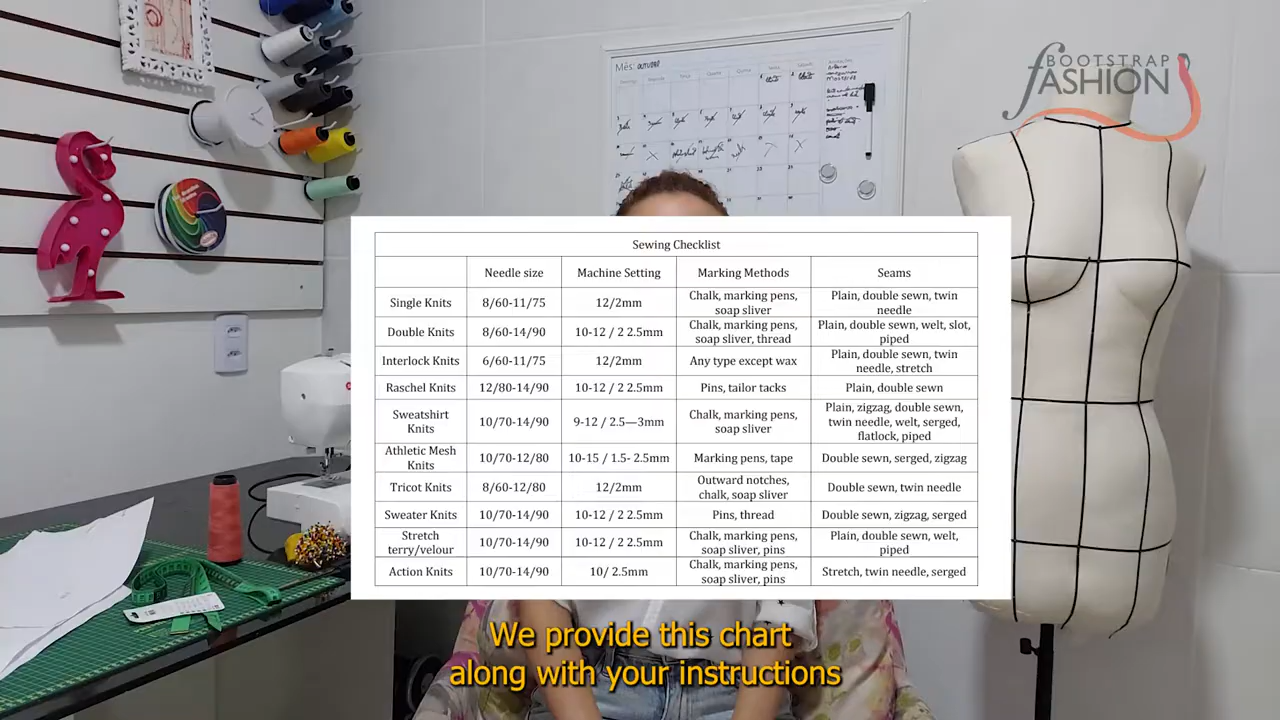 BOOTSTRAP
fASHION
Mês: OUTUBRO
Sewing Checklist
Needle size Machine Setting Marking Methods Seams
Single Knits 8/60-11/75 12/2mm Chalk, marking pens, soap sliver Plain, double sewn, twin needle
Double Knits 8/60-14/90 10-12 / 2 2.5mm Chalk, marking pens, soap sliver, thread Plain, double sewn, welt, slot, piped
Interlock Knits 6/60-11/75 12/2mm Any type except wax Plain, double sewn, twin needle, stretch
Raschel Knits 12/80-14/90 10-12 / 2 2.5mm Pins, tailor tacks Plain, double sewn
Sweatshirt Knits 10/70-14/90 9-12 / 2.5—3mm Chalk, marking pens, soap sliver Plain, zigzag, double sewn, twin needle, welt, serged, flatlock, piped
Athletic Mesh Knits 10/70-12/80 10-15 / 1.5- 2.5mm Marking pens, tape Double sewn, serged, zigzag
Tricot Knits 8/60-12/80 12/2mm Outward notches, chalk, soap sliver Double sewn, twin needle
Sweater Knits 10/70-14/90 10-12 / 2 2.5mm Pins, thread Double sewn, zigzag, serged
Stretch terry/velour 10/70-14/90 10-12 / 2 2.5mm Chalk, marking pens, soap sliver, pins Plain, double sewn, welt, piped
Action Knits 10/70-14/90 10/ 2.5mm Chalk, marking pens, soap sliver, pins Stretch, twin needle, serged
We provide this chart
along with your instructions